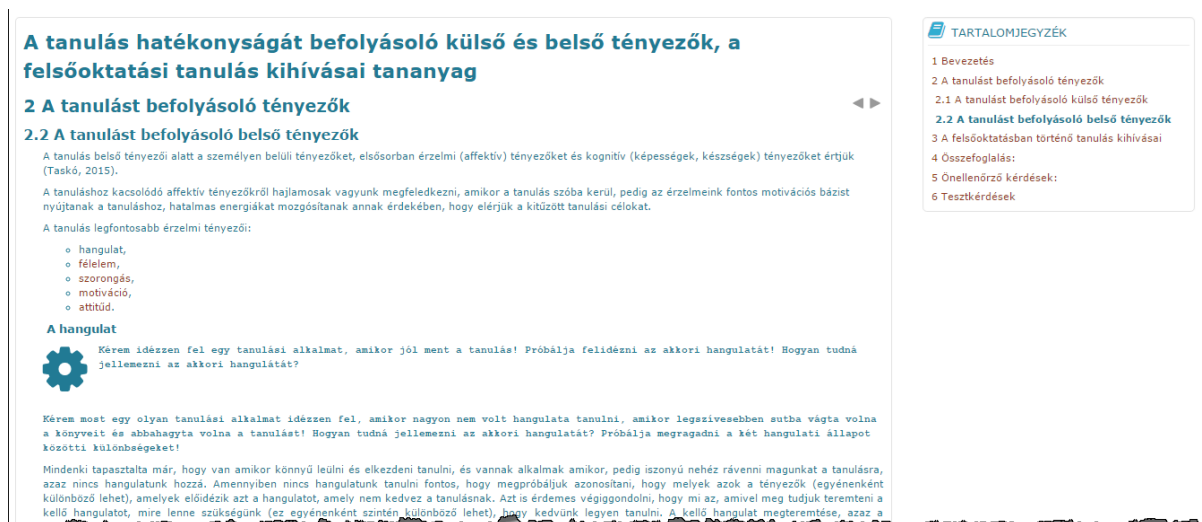 A tanulás hatékonyságát befolyásoló külső és belső tényezők, a
felsőoktatási tanulás kihívásai tananyag
2 A tanulást befolyásoló tényezők
2.2 A tanulást befolyásoló belső tényezők
A tanulás belső tényezői alatt a személyen belüli tényezőket, elsősorban érzelmi (affektív) tényezőket és kognitív (képességek, készségek) tényezőket értjük
(Taskó, 2015).
A tanuláshoz kacsolódó affektív tényezőkről hajlamosak vagyunk megfeledkezni, amikor a tanulás szóba kerül, pedig az érzelmeink fontos motivációs bázist
nyújtanak a tanuláshoz, hatalmas energiákat mozgósítanak annak érdekében, hogy elérjük a kitűzött tanulási célokat.
A tanulás legfontosabb érzelmi tényezői:
hangulat,
félelem,
szorongás,
motiváció,
attitűd.
A hangulat
Kérem idézzen fel egy tanulási alkalmat, amikor jól ment a tanulás! Próbálja felidézni az akkori hangulatát! Hogyan tudná
jellemezni az akkori hangulátát?
Kérem most egy olyan tanulási alkalmat idézzen fel, amikor nagyon nem volt hangulata tanulni, amikor legszívesebben sutba vágta volna
a könyveit és abbahagyta volna a tanulást! Hogyan tudná jellemezni az akkori hangulatát? Próbálja megragadni a két hangulati állapot
közötti különbségeket!
Mindenki tapasztalta már, hogy van amikor könnyű leülni és elkezdeni tanulni, és vannak alkalmak amikor, pedig iszonyú nehéz rávenni magunkat a tanulásra,
azaz nincs hangulatunk hozzá. Amennyiben nincs hangulatunk tanulni fontos, hogy megpróbáljuk azonosítani, hogy melyek azok a tényezők (egyénenként
különböző lehet), amelyek előidézik azt a hangulatot, amely nem kedvez a tanulásnak. Azt is érdemes végiggondolni, hogy mi az, amivel meg tudjuk teremteni a
kellő hangulatot, mire lenne szükségünk (ez egyénenként szintén különböző lehet), hogy kedvünk legyen tanulni. A kellő hangulat megteremtése, azaz a
TARTALOMJEGYZÉK
1 Bevezetés
2 A tanulást befolyásoló tényezők
2.1 A tanulást befolyásoló külső tényezők
2.2 A tanulást befolyásoló belső tényezők
3 A felsőoktatásban történő tanulás kihívásai
4 Összefoglalás:
5 Önellenőrző kérdések:
6 Tesztkérdések